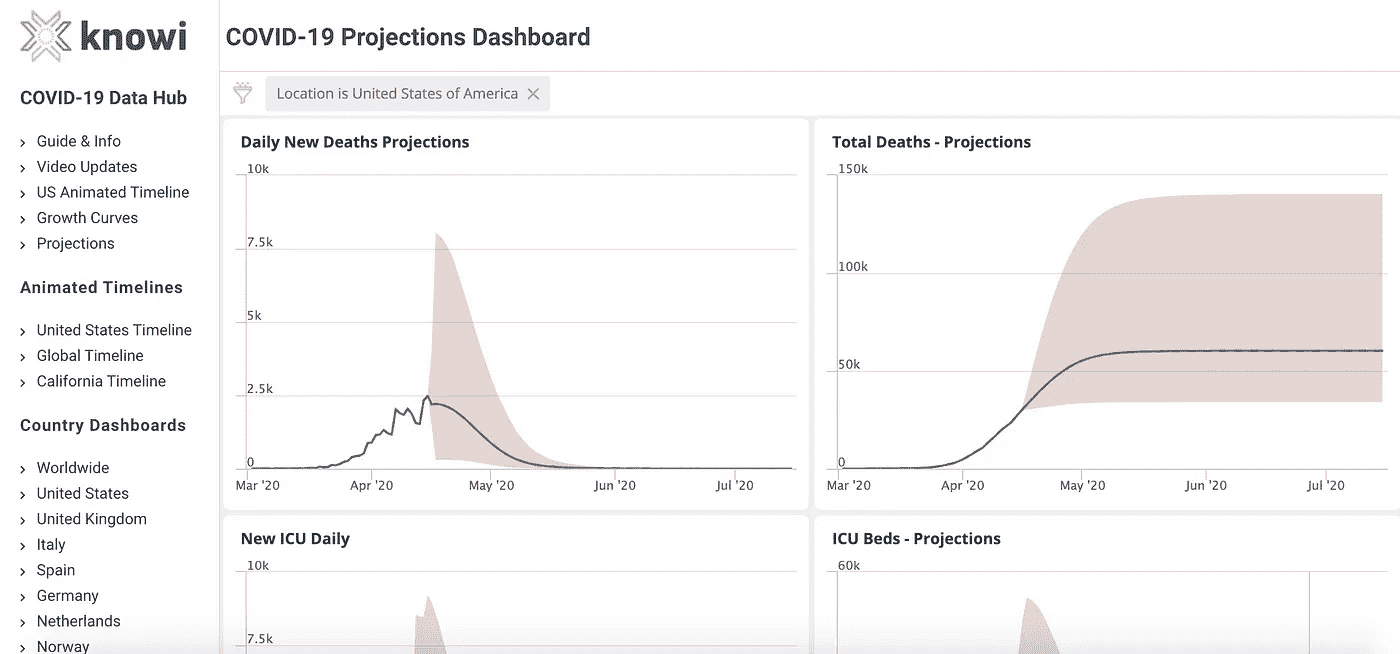 knowi
COVID-19 Data Hub
Guide & Info
Video Updates
US Animated Timeline
Growth Curves
Projections
Animated Timelines
United States Timeline
Global Timeline
California Timeline
Country Dashboards
Worldwide
United States
United Kingdom
Italy
Spain
Germany
Netherlands
Norway
COVID-19 Projections Dashboard
Location is United States of America
Daily New Deaths Projections
10k
7.5k
5k
2.5k
0
Mar '20 Apr '20 May '20 Jun '20 Jul '20
Total Deaths - Projections
150k
100k
50k
0
Mar '20 Apr '20 May '20 Jun '20 Jul '20
New ICU Daily
10k
7.5k
ICU Beds - Projections
60k